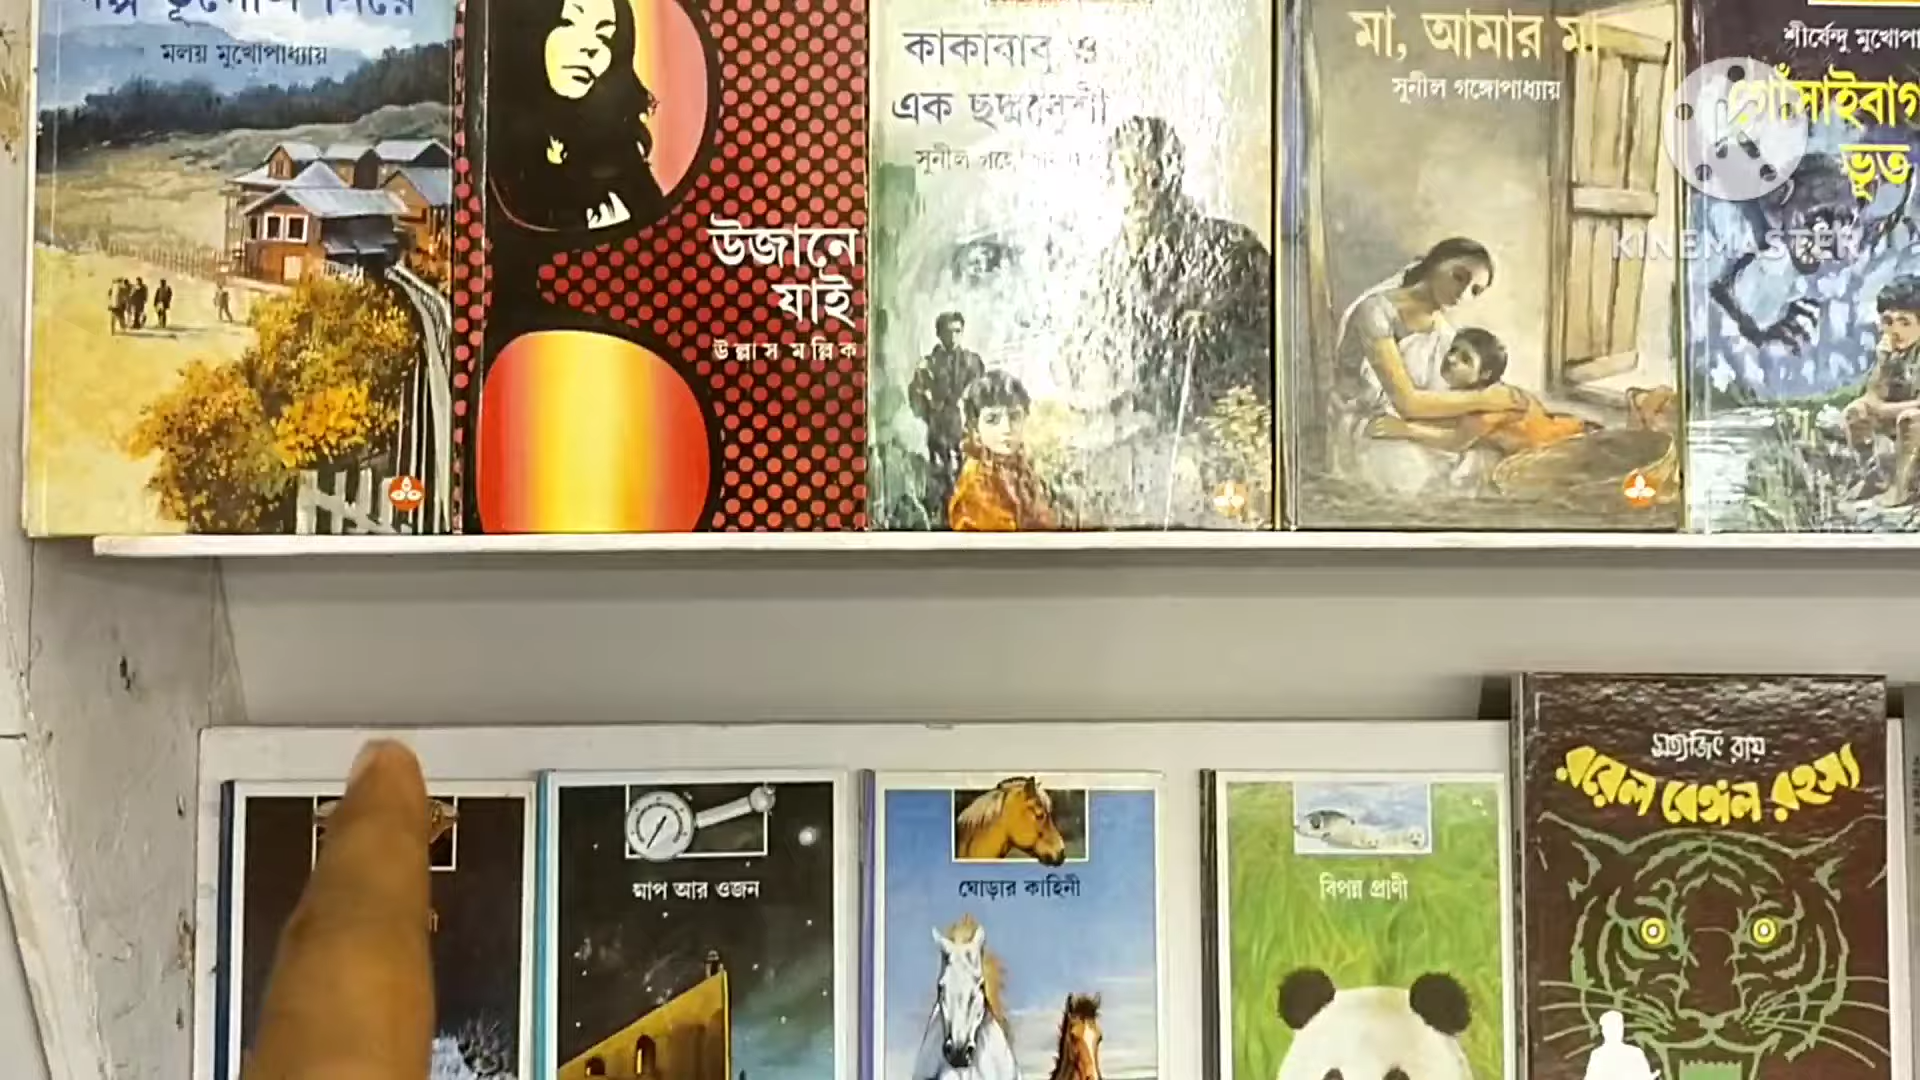 মলয় মুখোপাধ্যায়
উজানে
যাই
উল্লাস মল্লিক
কাকাবাবু ও
এক ছদ্মবেশী
সুনীল গঙ্গোপাধ্যায়
মা, আমার মা
সুনীল গঙ্গোপাধ্যায়
শীর্ষেন্দু
গোঁসাইবাগ
ভূত
KINEMASTER
মাপ আর ওজন
ঘোড়ার কাহিনী
বিপন্ন প্রাণী
সত্যজিৎ রায়
রয়েল বেঙ্গল রহস্য